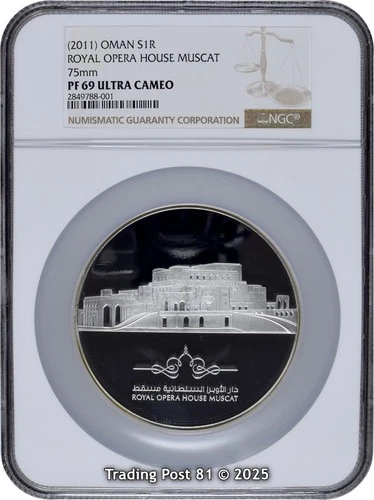 (2011) OMAN S1R
ROYAL OPERA HOUSE MUSCAT
75mm
PF 69 ULTRA CAMEO
2849788-001
NUMISMATIC GUARANTY CORPORATION
NGC
دار الأوبرا السلطانية مسقط
ROYAL OPERA HOUSE MUSCAT
Trading Post 81 © 2025